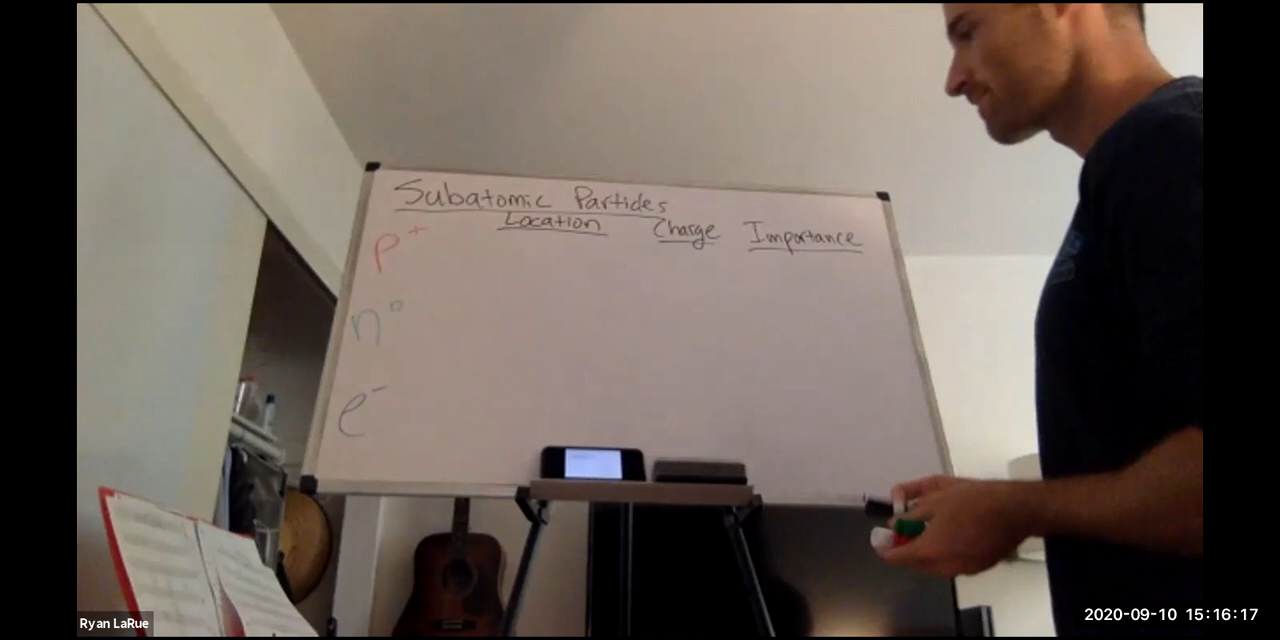 Subatomic Particles
Location Charge Importance
p+
n°
e-
Ryan LaRue
2020-09-10 15:16:17